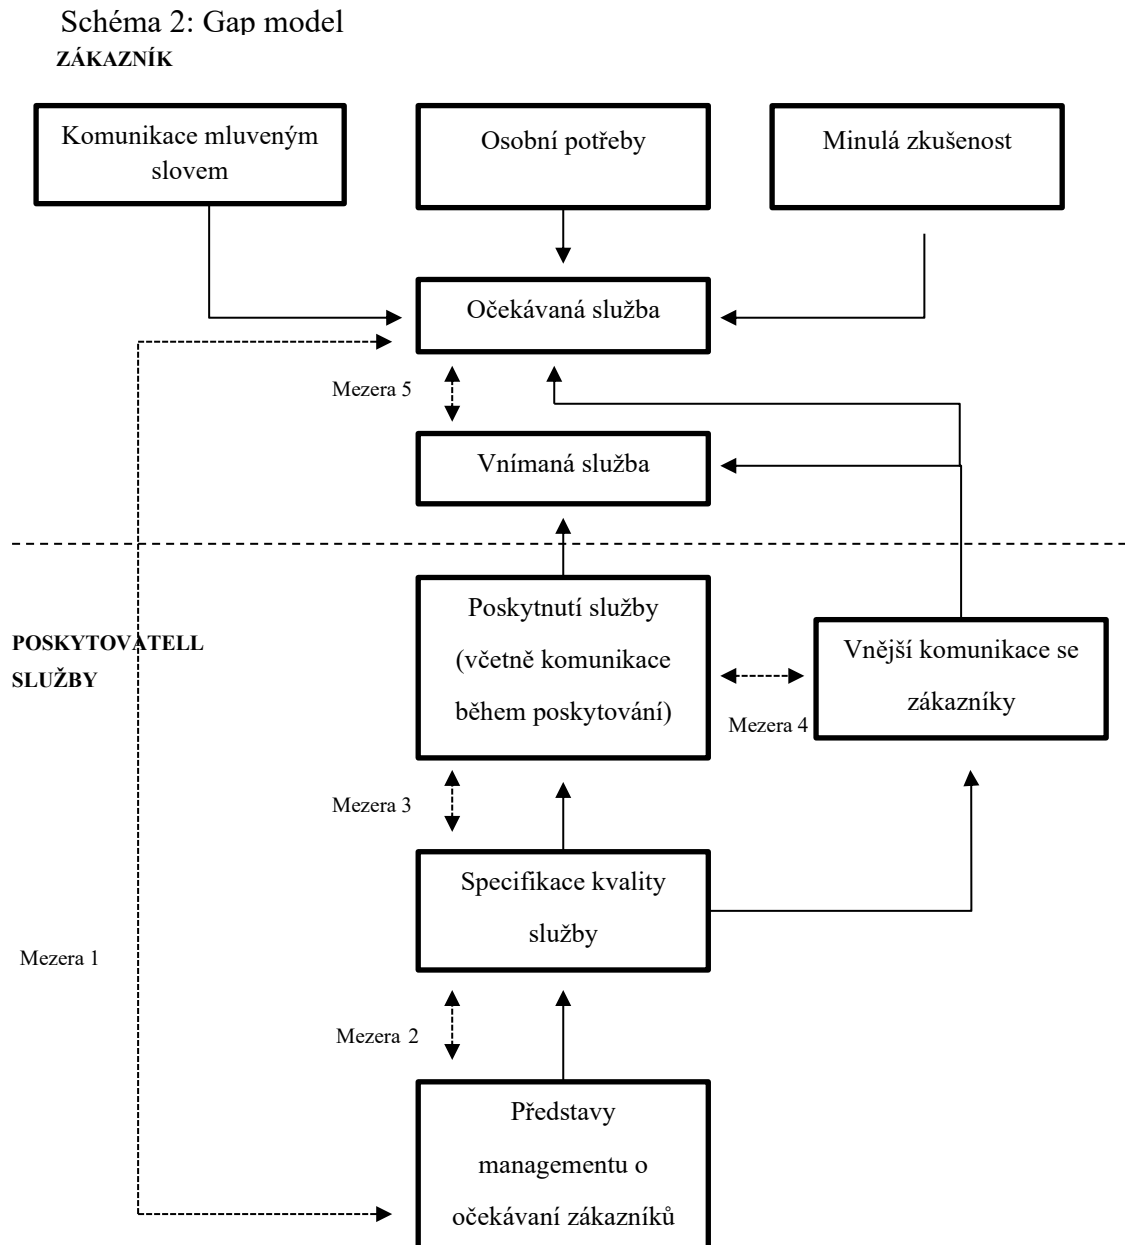 Schéma 2: Gap model
ZÁKAZNÍK
Komunikace mluveným
slovem
Osobní potřeby
Minulá zkušenost
Očekávaná služba
Mezera 5
Vnímaná služba
Poskytnutí služby
(včetně komunikace
během poskytování)
POSKYTOVATELL
SLUŽBY
Vnější komunikace se
zákazníky
Mezera 4
Mezera 3
Specifikace kvality
služby
Mezera 1
Mezera 2
Představy
managementu o
očekávaní zákazníků